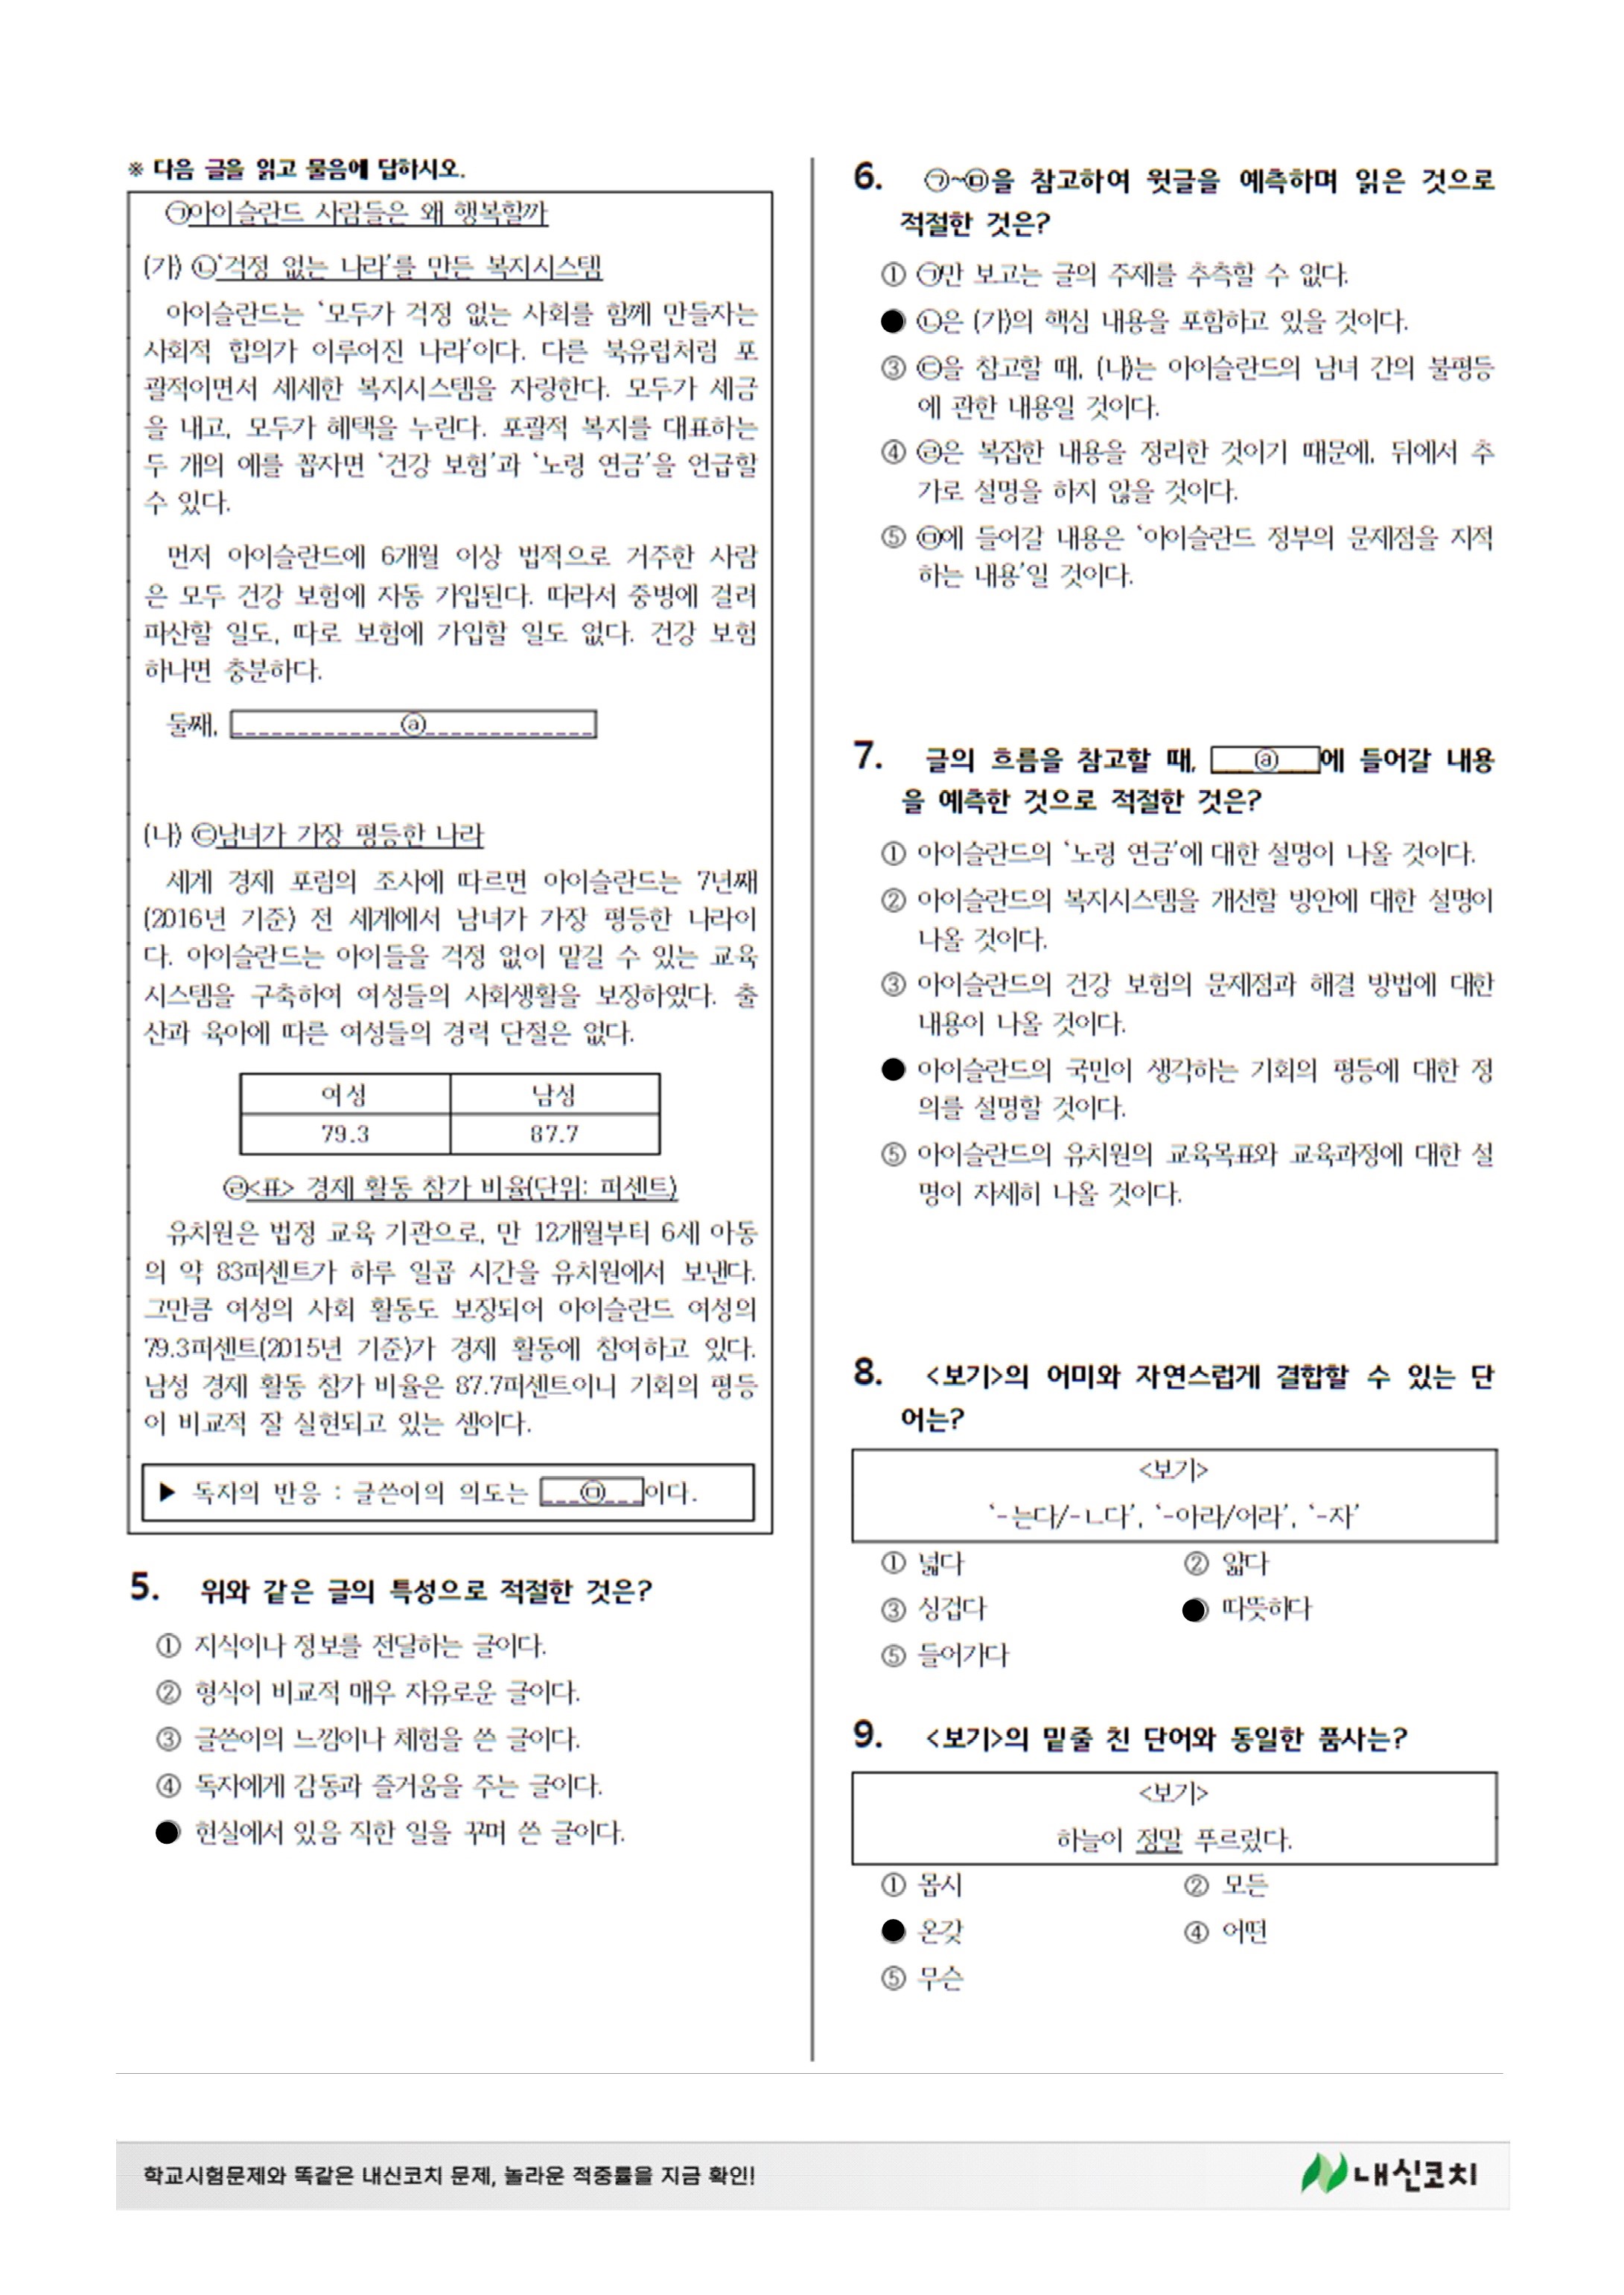 ※ 다음 글을 읽고 물음에 답하시오.
㉠아이슬란드 사람들은 왜 행복할까
(가) ㉡‘걱정 없는 나라’를 만든 복지시스템
아이슬란드는 ‘모두가 걱정 없는 사회를 함께 만들자는
사회적 합의가 이루어진 나라’이다. 다른 북유럽처럼 포
괄적이면서 세세한 복지시스템을 자랑한다. 모두가 세금
을 내고, 모두가 혜택을 누린다. 포괄적 복지를 대표하는
두 개의 예를 꼽자면 ‘건강 보험’과 ‘노령 연금’을 언급할
수 있다.
먼저 아이슬란드에 6개월 이상 법적으로 거주한 사람
은 모두 건강 보험에 자동 가입된다. 따라서 중병에 걸려
파산할 일도, 따로 보험에 가입할 일도 없다. 건강 보험
하나면 충분하다.
둘째, ⓐ
(나) ㉢남녀가 가장 평등한 나라
세계 경제 포럼의 조사에 따르면 아이슬란드는 7년째
(2016년 기준) 전 세계에서 남녀가 가장 평등한 나라이
다. 아이슬란드는 아이들을 걱정 없이 맡길 수 있는 교육
시스템을 구축하여 여성들의 사회생활을 보장하였다. 출
산과 육아에 따른 여성들의 경력 단절은 없다.
여성 남성
79.3 87.7
㉣<표> 경제 활동 참가 비율(단위: 퍼센트)
유치원은 법정 교육 기관으로, 만 12개월부터 6세 아동
의 약 83퍼센트가 하루 일곱 시간을 유치원에서 보낸다.
그만큼 여성의 사회 활동도 보장되어 아이슬란드 여성의
79.3퍼센트(2015년 기준)가 경제 활동에 참여하고 있다.
남성 경제 활동 참가 비율은 87.7퍼센트이니 기회의 평등
이 비교적 잘 실현되고 있는 셈이다.
▶ 독자의 반응 : 글쓴이의 의도는 ㉤이다.
5. 위와 같은 글의 특성으로 적절한 것은?
① 지식이나 정보를 전달하는 글이다.
② 형식이 비교적 매우 자유로운 글이다.
③ 글쓴이의 느낌이나 체험을 쓴 글이다.
④ 독자에게 감동과 즐거움을 주는 글이다.
● 현실에서 있음 직한 일을 꾸며 쓴 글이다.
6. ㉠~㉤을 참고하여 윗글을 예측하며 읽은 것으로
적절한 것은?
① ㉠만 보고는 글의 주제를 추측할 수 없다.
● ㉡은 (가)의 핵심 내용을 포함하고 있을 것이다.
③ ㉢을 참고할 때, (나)는 아이슬란드의 남녀 간의 불평등
에 관한 내용일 것이다.
④ ㉣은 복잡한 내용을 정리한 것이기 때문에, 뒤에서 추
가로 설명을 하지 않을 것이다.
⑤ ㉤에 들어갈 내용은 ‘아이슬란드 정부의 문제점을 지적
하는 내용’일 것이다.
7. 글의 흐름을 참고할 때, ⓐ에 들어갈 내용
을 예측한 것으로 적절한 것은?
① 아이슬란드의 ‘노령 연금’에 대한 설명이 나올 것이다.
② 아이슬란드의 복지시스템을 개선할 방안에 대한 설명이
나올 것이다.
③ 아이슬란드의 건강 보험의 문제점과 해결 방법에 대한
내용이 나올 것이다.
● 아이슬란드의 국민이 생각하는 기회의 평등에 대한 정
의를 설명할 것이다.
⑤ 아이슬란드의 유치원의 교육목표와 교육과정에 대한 설
명이 자세히 나올 것이다.
8. <보기>의 어미와 자연스럽게 결합할 수 있는 단
어는?
<보기>
‘-는다/-ㄴ다’, ‘-아라/어라’, ‘-자’
① 넓다 ② 얇다
③ 싱겁다 ● 따뜻하다
⑤ 들어가다
9. <보기>의 밑줄 친 단어와 동일한 품사는?
<보기>
하늘이 정말 푸르렀다.
① 몹시 ② 모든
● 온갖 ④ 어떤
⑤ 무슨
학교시험문제와 똑같은 내신코치 문제, 놀라운 적중률을 지금 확인!
내신코치